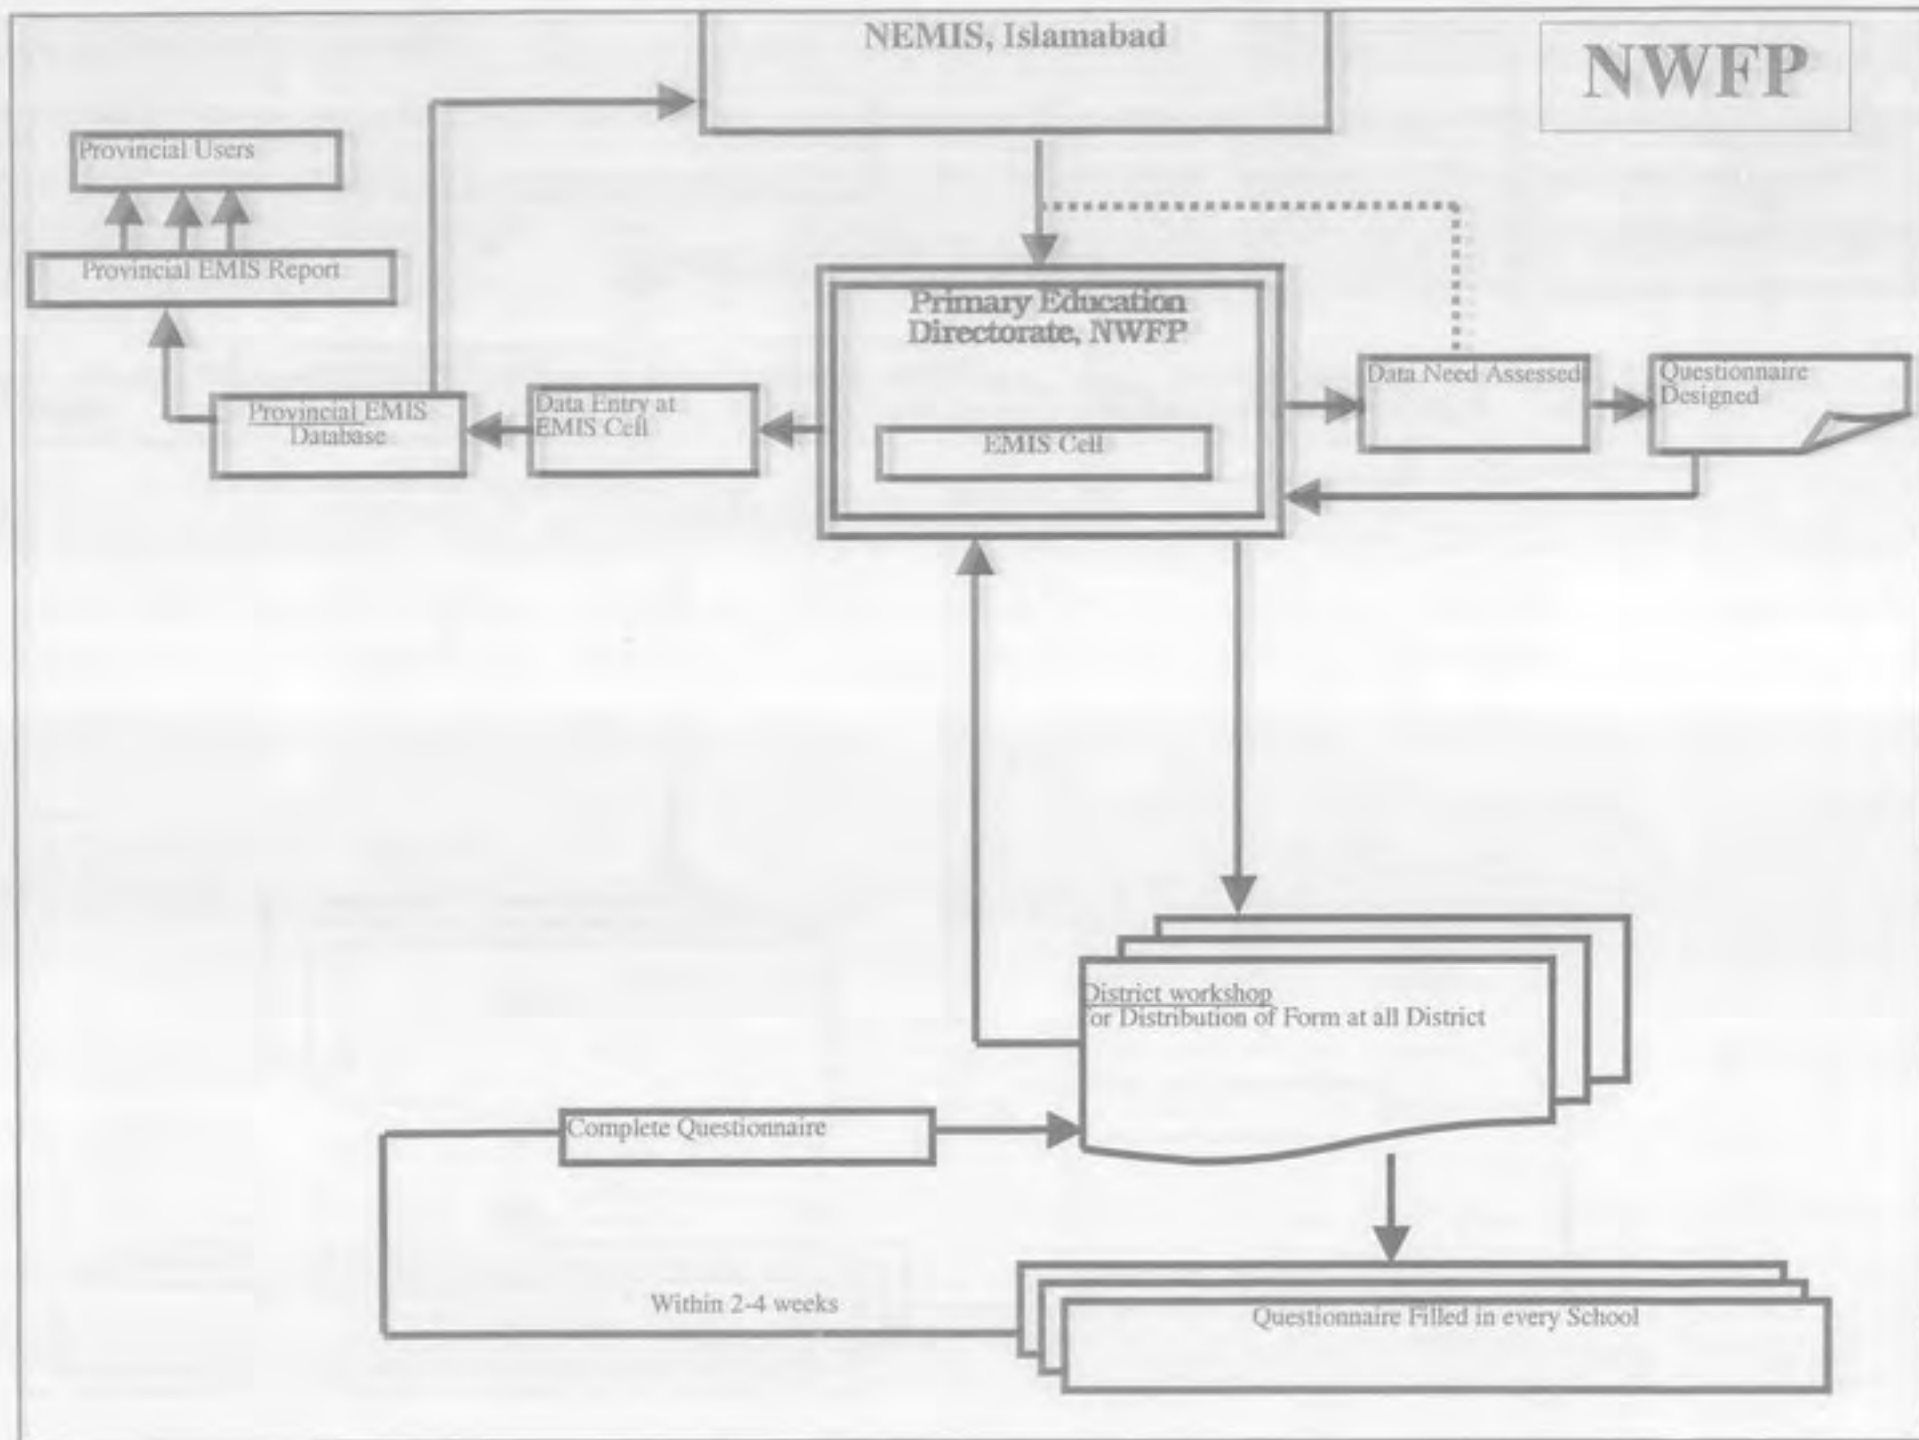 NEMIS, Islamabad
NWFP
Provincial Users
Provincial EMIS Report
Primary Education
Directorate, NWFP
EMIS Cell
Provincial EMIS
Database
Data Entry at
EMIS Cell
Data Need Assessed
Questionnaire
Designed
District workshop
for Distribution of Form at all District
Complete Questionnaire
Within 2-4 weeks
Questionnaire Filled in every School